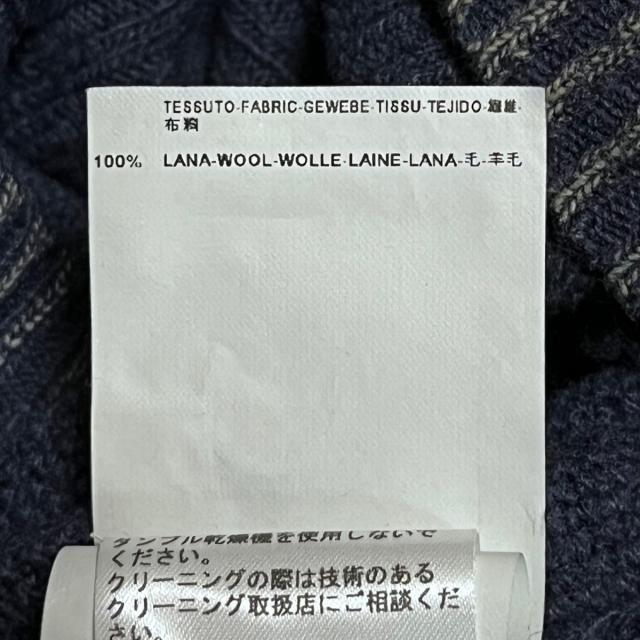 TESSUTO-FABRIC-GEWEBE-TISSU-TEJIDO-繊維-
布料
100% LANA-WOOL-WOLLE-LAINE-LANA-毛-羊毛
タンブル乾燥機を使用しないで
ください。
クリーニングの際は技術のある
クリーニング取扱店にご相談くだ
さい。